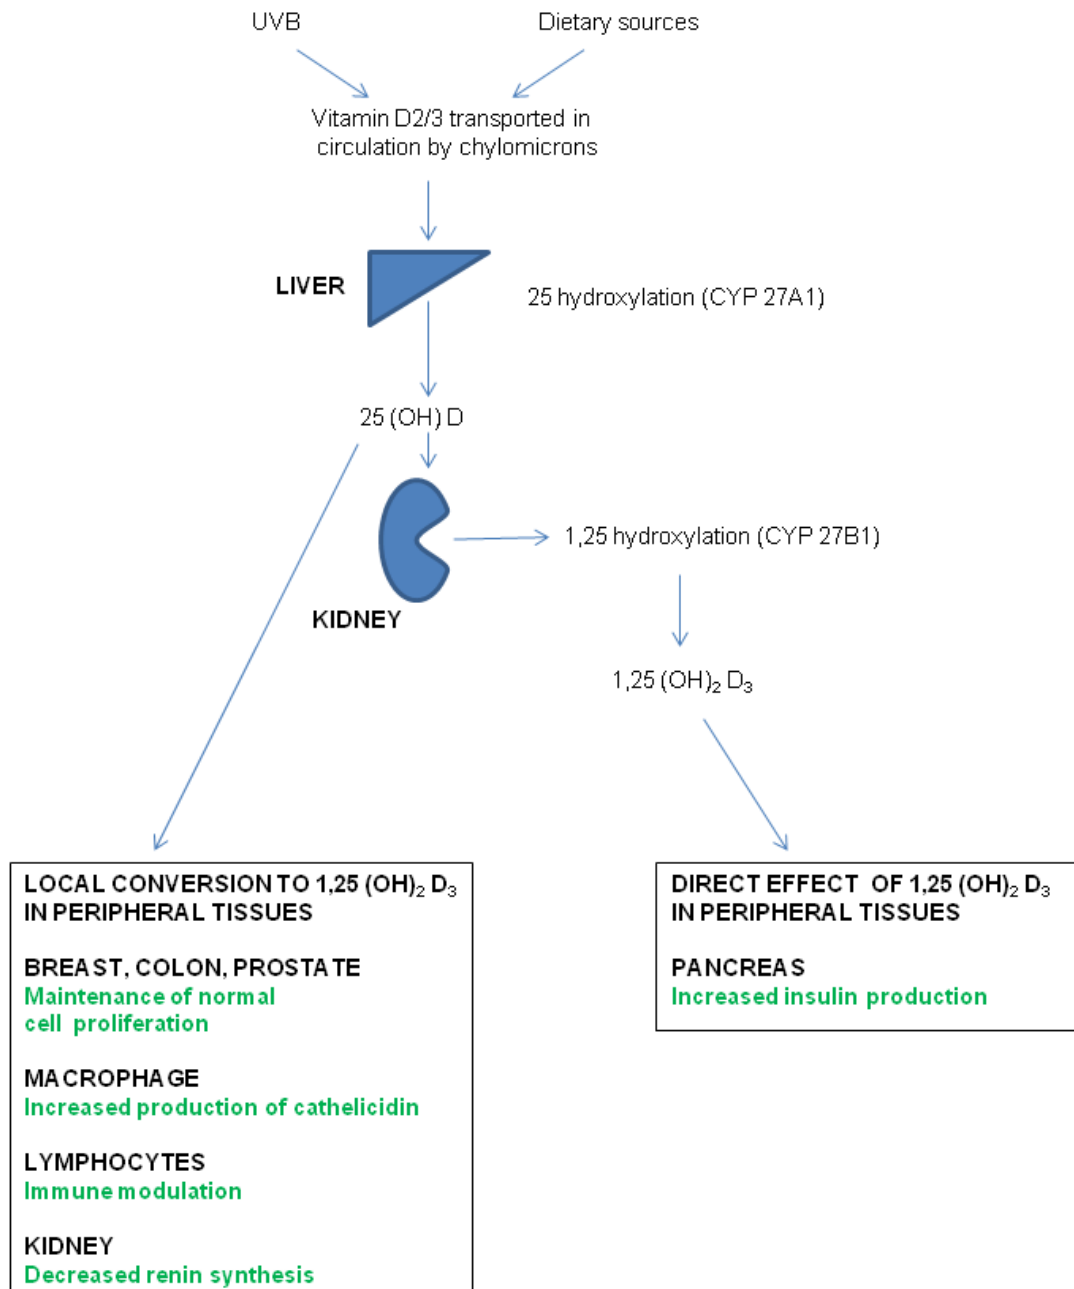 UVB
Dietary sources
Vitamin D2/3 transported in
circulation by chylomicrons
LIVER
25 hydroxylation (CYP 27A1)
25 (OH) D
1,25 hydroxylation (CYP 27B1)
KIDNEY
1,25 (OH)₂ D₃
LOCAL CONVERSION TO 1,25 (OH)₂ D₃
IN PERIPHERAL TISSUES
BREAST, COLON, PROSTATE
Maintenance of normal
cell proliferation
MACROPHAGE
Increased production of cathelicidin
LYMPHOCYTES
Immune modulation
KIDNEY
Decreased renin synthesis
DIRECT EFFECT OF 1,25 (OH)₂ D₃
IN PERIPHERAL TISSUES
PANCREAS
Increased insulin production